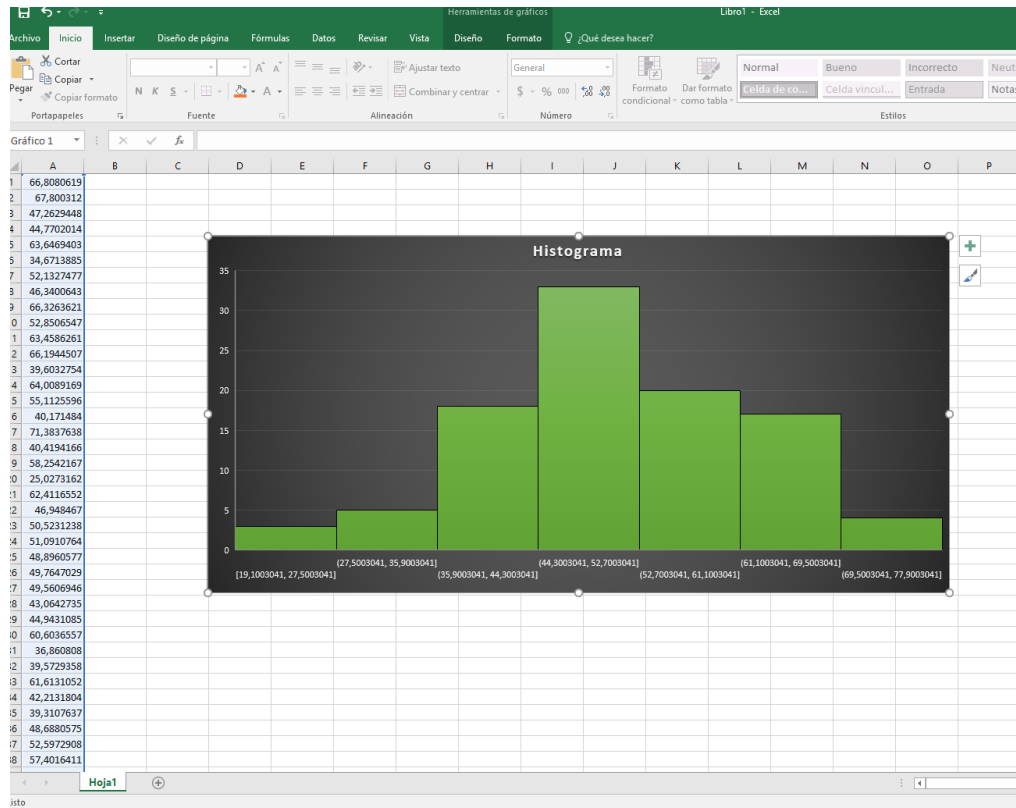 Herramientas de gráficos
Libro1 - Excel
Archivo Inicio Insertar Diseño de página Fórmulas Datos Revisar Vista Diseño Formato ¿Qué desea hacer?
Cortar
Copiar
Copiar formato
Pegar
Portapapeles
N K S
Fuente
Ajustar texto
Combinar y centrar
Alineación
General
$ % 000
Número
Formato condicional
Dar formato como tabla
Normal Bueno Incorrecto
Celda de co... Celda vincul... Entrada
Estilos
Gráfico 1 fx
A B C D E F G H I J K L M N O P
66,8080619
67,800312
47,2629448
44,7702014
63,6469403
34,6713885
52,1327477
46,3400643
66,3263621
52,8506547
63,4586261
66,1944507
39,6032754
64,0089169
55,1125596
40,171484
71,3837638
40,4194166
58,2542167
25,0273162
62,4116552
46,948467
50,5231238
51,0910764
48,8960577
49,7647029
49,5606946
43,0642735
44,9431085
60,6036557
36,860808
39,5729358
61,6131052
42,2131804
39,3107637
48,6880575
52,5972908
57,4016411
Histograma
35
30
25
20
15
10
5
0
(27,5003041, 35,9003041] (44,3003041, 52,7003041] (61,1003041, 69,5003041]
[19,1003041, 27,5003041] (35,9003041, 44,3003041] (52,7003041, 61,1003041] (69,5003041, 77,9003041]
Hoja1